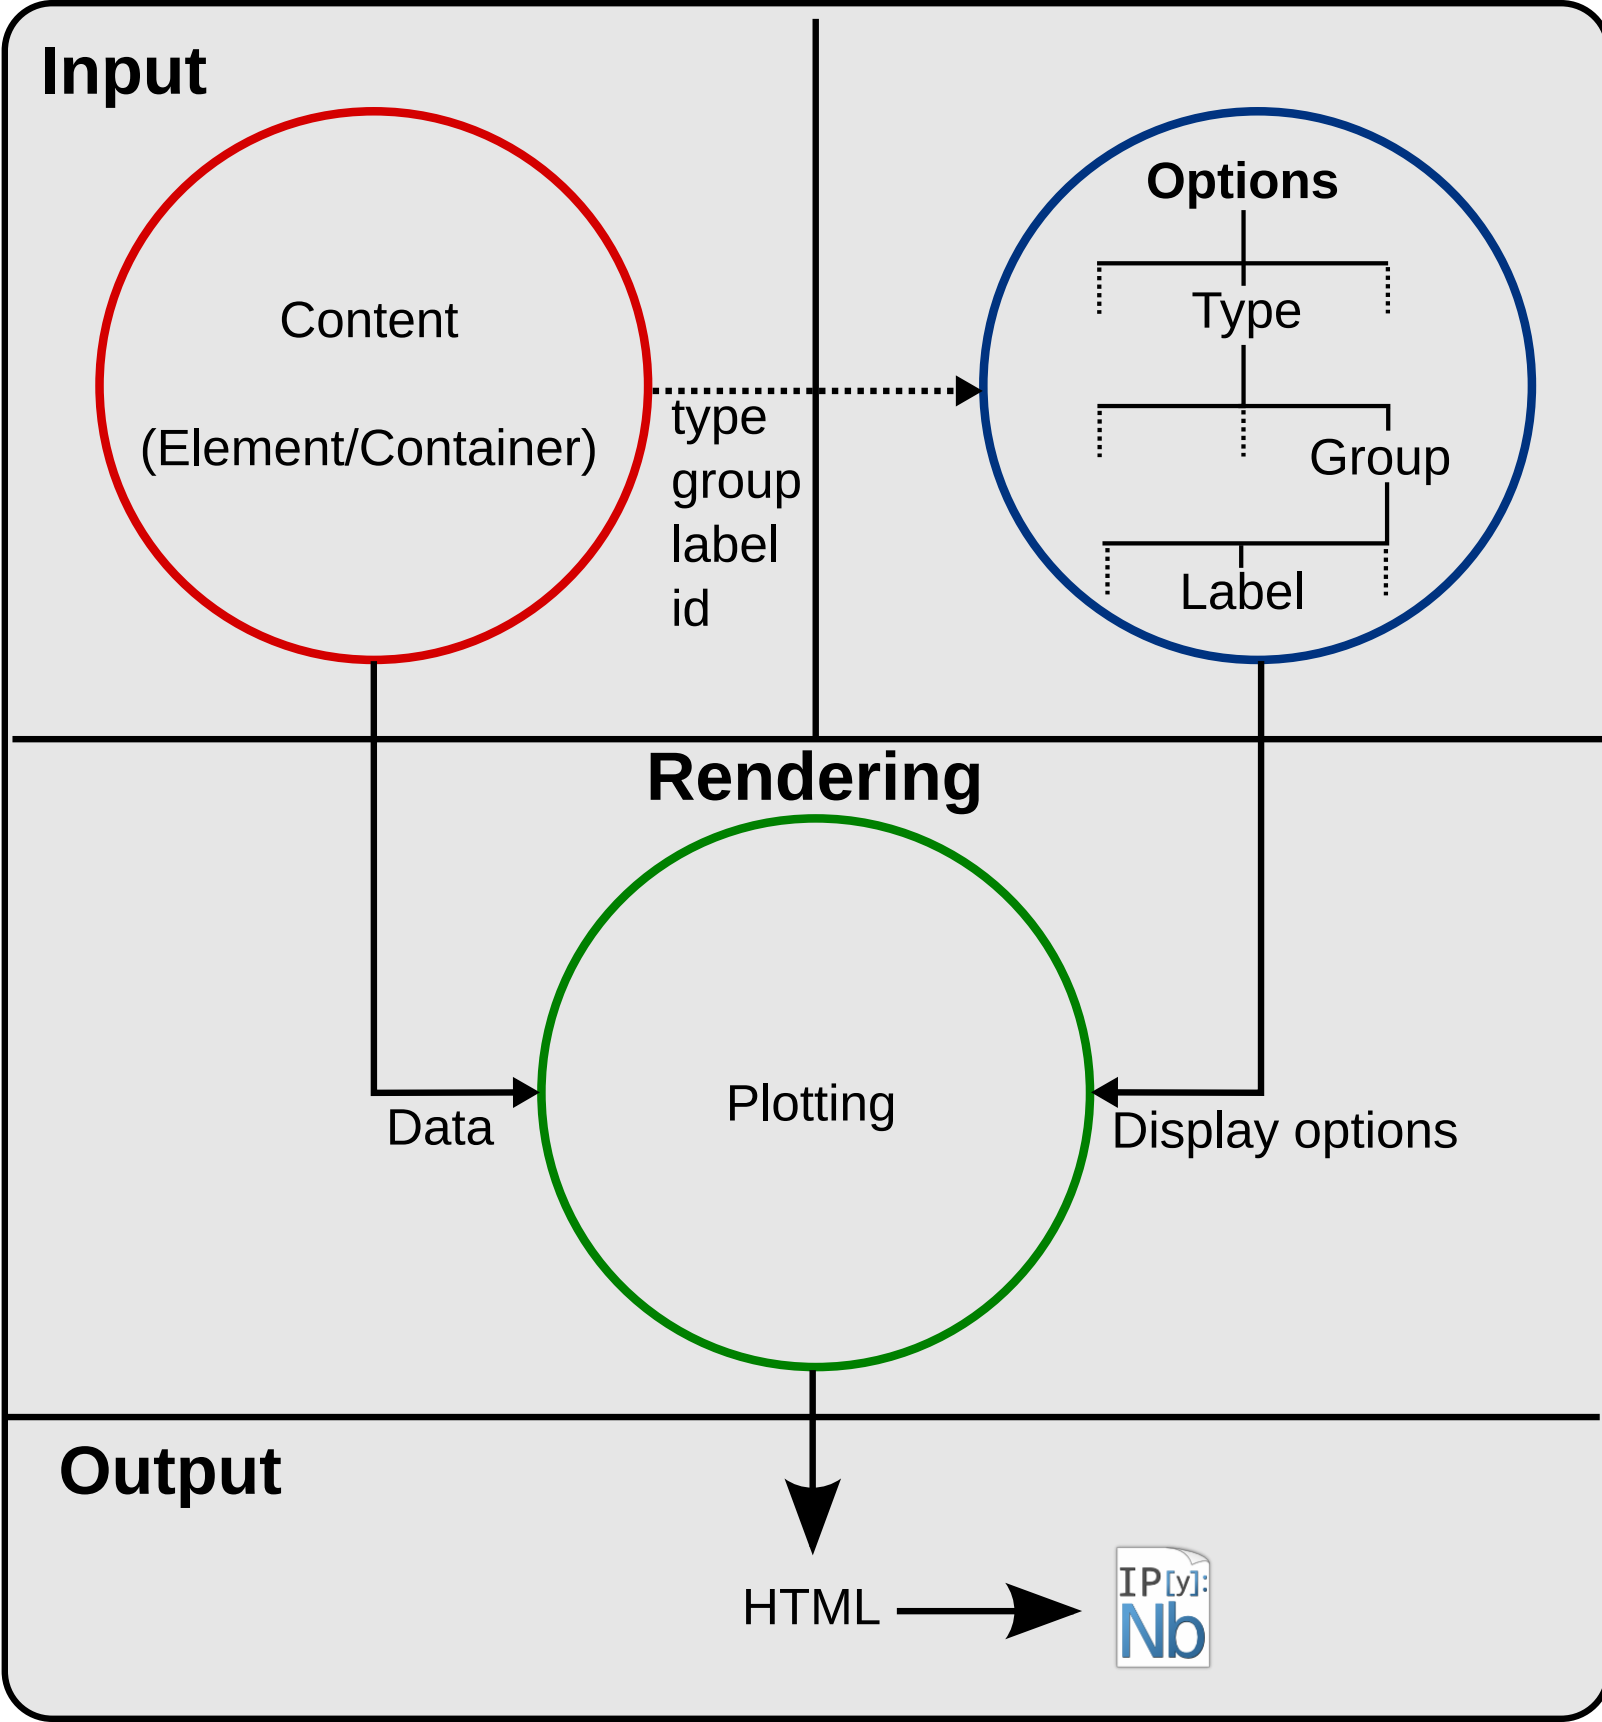 Input
Content
(Element/Container)
type
group
label
id
Options
Type
Group
Label
Rendering
Plotting
Data
Display options
Output
HTML
IP[y]:
Nb